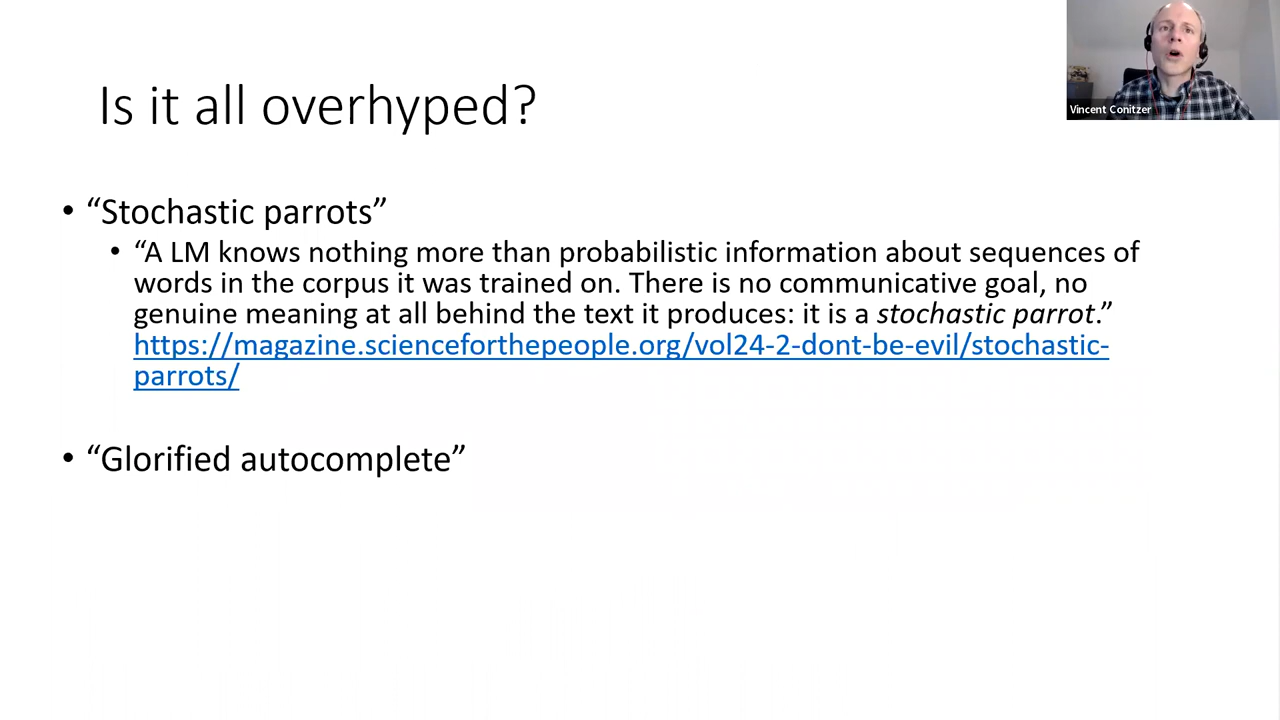 Is it all overhyped?
Vincent Conitzer
• “Stochastic parrots”
• “A LM knows nothing more than probabilistic information about sequences of
words in the corpus it was trained on. There is no communicative goal, no
genuine meaning at all behind the text it produces: it is a stochastic parrot.”
https://magazine.scienceforthepeople.org/vol24-2-dont-be-evil/stochastic-
parrots/
• “Glorified autocomplete”